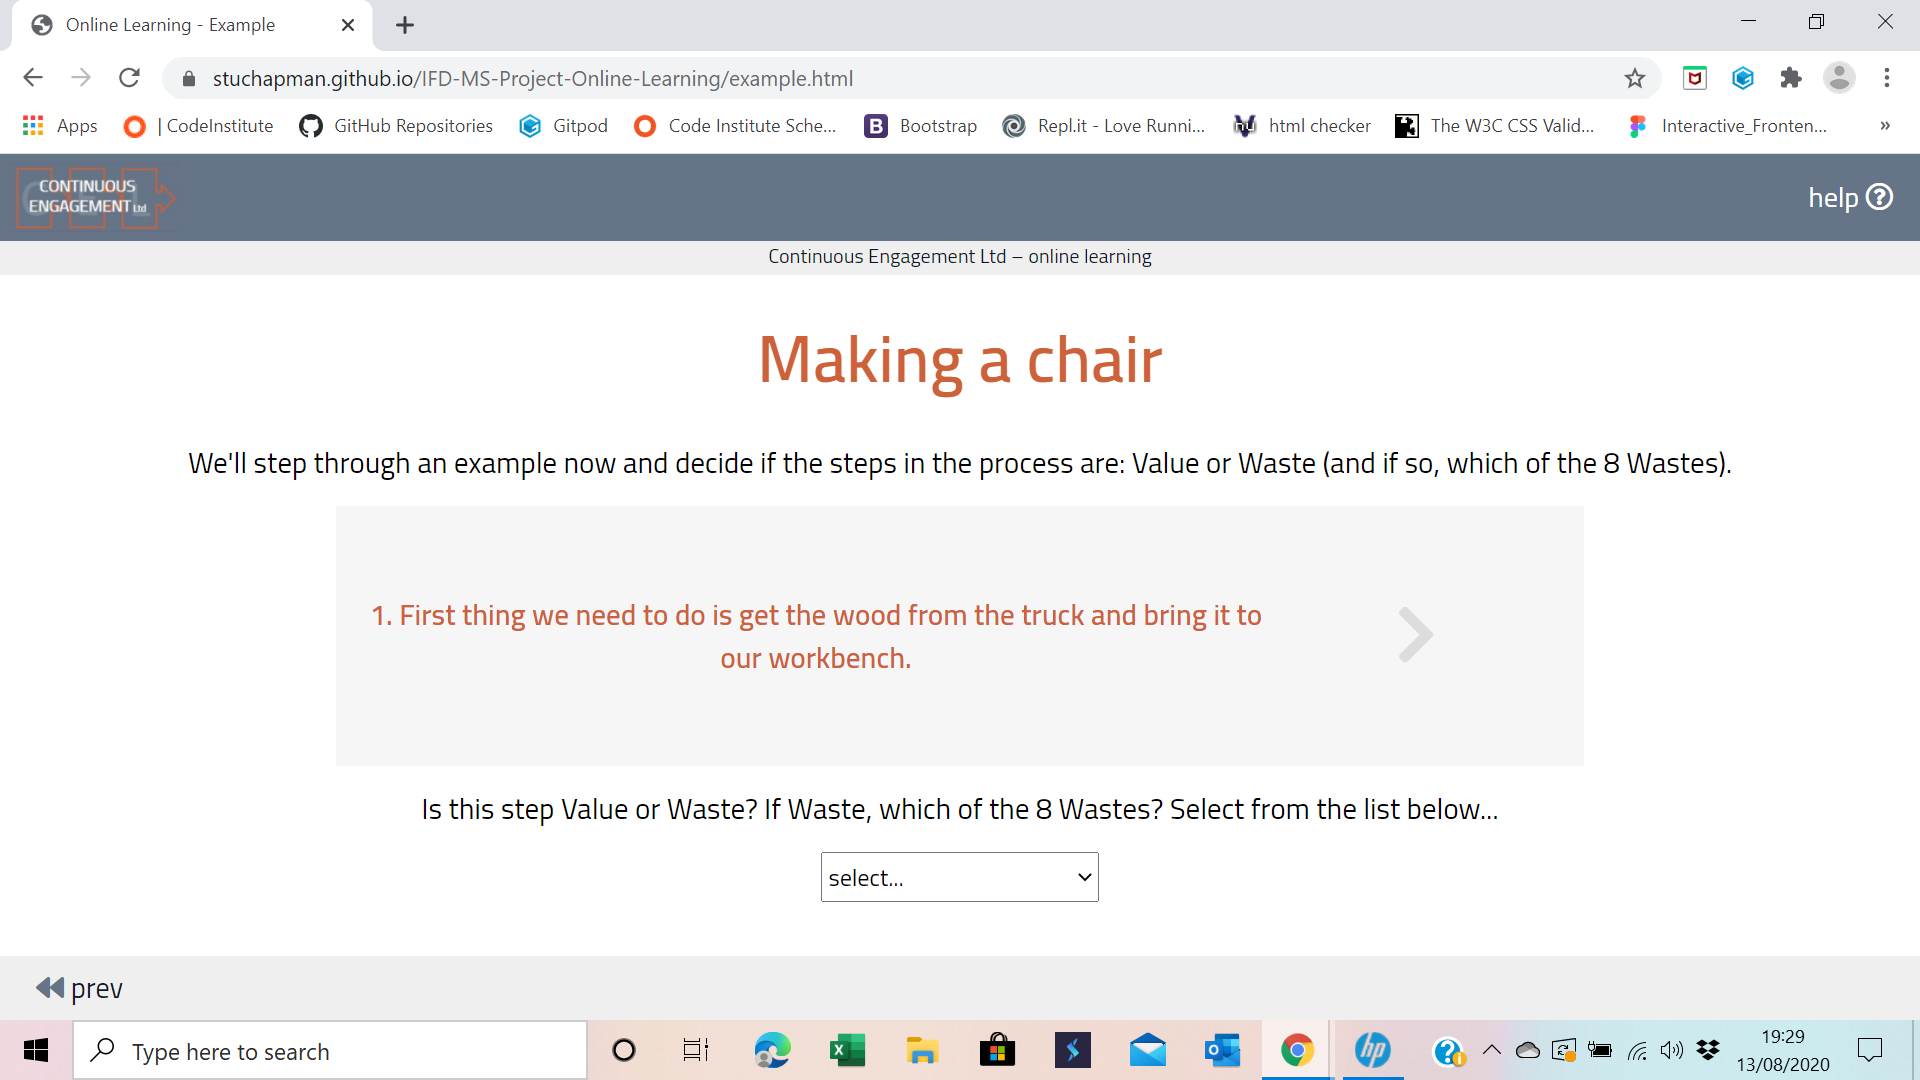 Online Learning - Example
stuchapman.github.io/IFD-MS-Project-Online-Learning/example.html
Apps | CodeInstitute GitHub Repositories Gitpod Code Institute Sche... B Bootstrap Repl.it - Love Runni... html checker The W3C CSS Valid... Interactive_Fronten... »
CONTINUOUS
ENGAGEMENT Ltd
help ?
Continuous Engagement Ltd – online learning
Making a chair
We'll step through an example now and decide if the steps in the process are: Value or Waste (and if so, which of the 8 Wastes).
1. First thing we need to do is get the wood from the truck and bring it to
our workbench.
Is this step Value or Waste? If Waste, which of the 8 Wastes? Select from the list below...
select...
prev
Type here to search
hp
19:29
13/08/2020